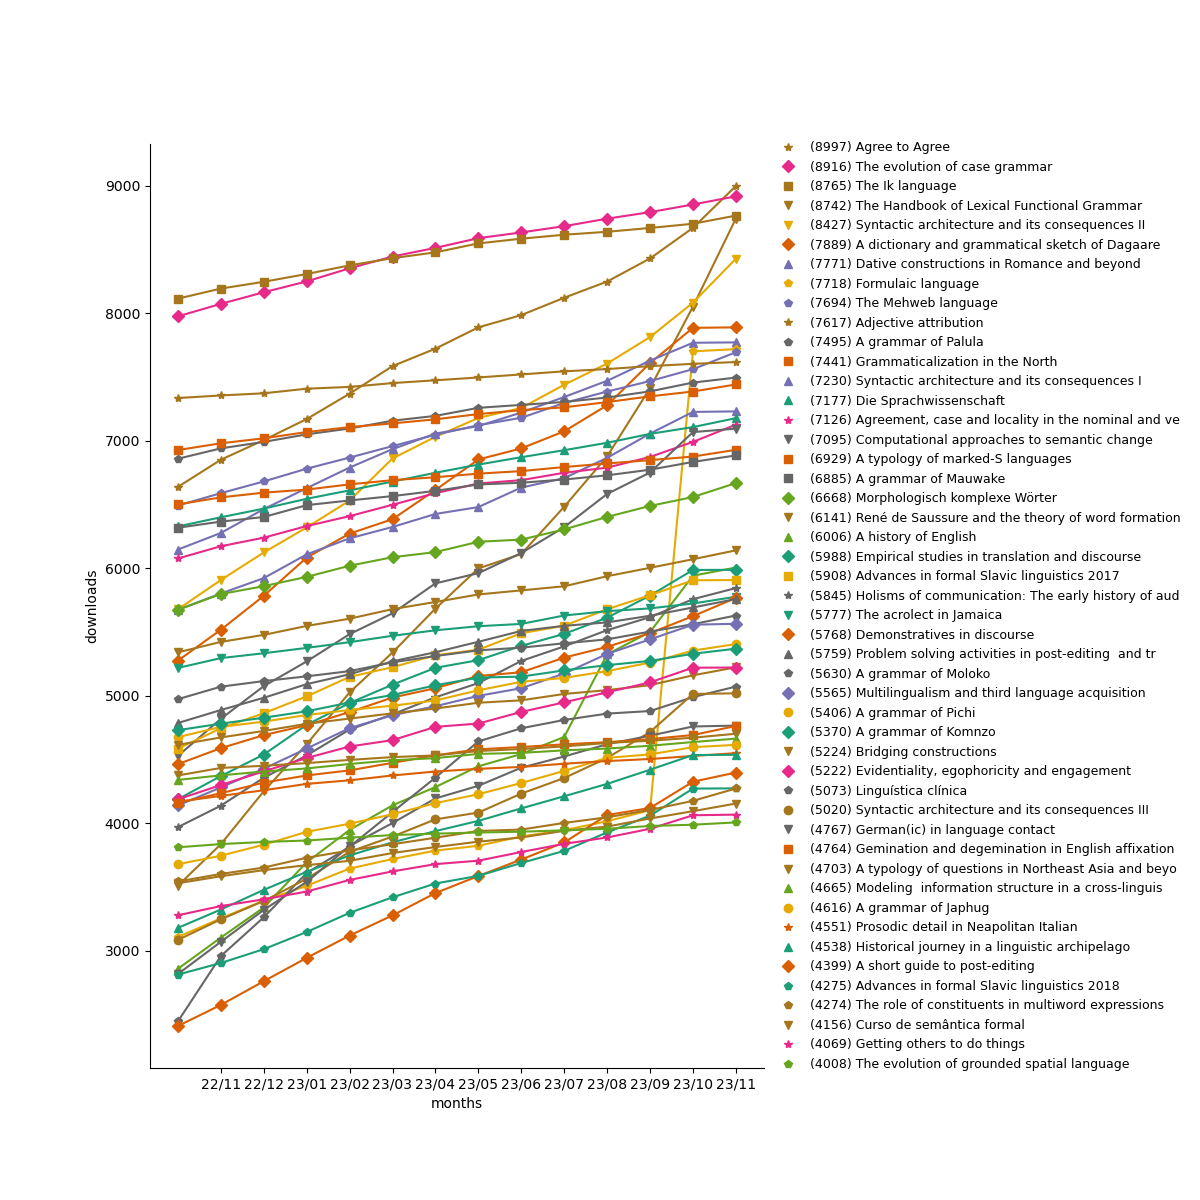 9000
8000
7000
6000
5000
4000
3000
downloads
22/11 22/12 23/01 23/02 23/03 23/04 23/05 23/06 23/07 23/08 23/09 23/10 23/11
months
(8997) Agree to Agree
(8916) The evolution of case grammar
(8765) The Ik language
(8742) The Handbook of Lexical Functional Grammar
(8427) Syntactic architecture and its consequences II
(7889) A dictionary and grammatical sketch of Dagaare
(7771) Dative constructions in Romance and beyond
(7718) Formulaic language
(7694) The Mehweb language
(7617) Adjective attribution
(7495) A grammar of Palula
(7441) Grammaticalization in the North
(7230) Syntactic architecture and its consequences I
(7177) Die Sprachwissenschaft
(7126) Agreement, case and locality in the nominal and ve
(7095) Computational approaches to semantic change
(6929) A typology of marked-S languages
(6885) A grammar of Mauwake
(6668) Morphologisch komplexe Wörter
(6141) René de Saussure and the theory of word formation
(6006) A history of English
(5988) Empirical studies in translation and discourse
(5908) Advances in formal Slavic linguistics 2017
(5845) Holisms of communication: The early history of aud
(5777) The acrolect in Jamaica
(5768) Demonstratives in discourse
(5759) Problem solving activities in post-editing  and tr
(5630) A grammar of Moloko
(5565) Multilingualism and third language acquisition
(5406) A grammar of Pichi
(5370) A grammar of Komnzo
(5224) Bridging constructions
(5222) Evidentiality, egophoricity and engagement
(5073) Linguística clínica
(5020) Syntactic architecture and its consequences III
(4767) German(ic) in language contact
(4764) Gemination and degemination in English affixation
(4703) A typology of questions in Northeast Asia and beyo
(4665) Modeling  information structure in a cross-linguis
(4616) A grammar of Japhug
(4551) Prosodic detail in Neapolitan Italian
(4538) Historical journey in a linguistic archipelago
(4399) A short guide to post-editing
(4275) Advances in formal Slavic linguistics 2018
(4274) The role of constituents in multiword expressions
(4156) Curso de semântica formal
(4069) Getting others to do things
(4008) The evolution of grounded spatial language